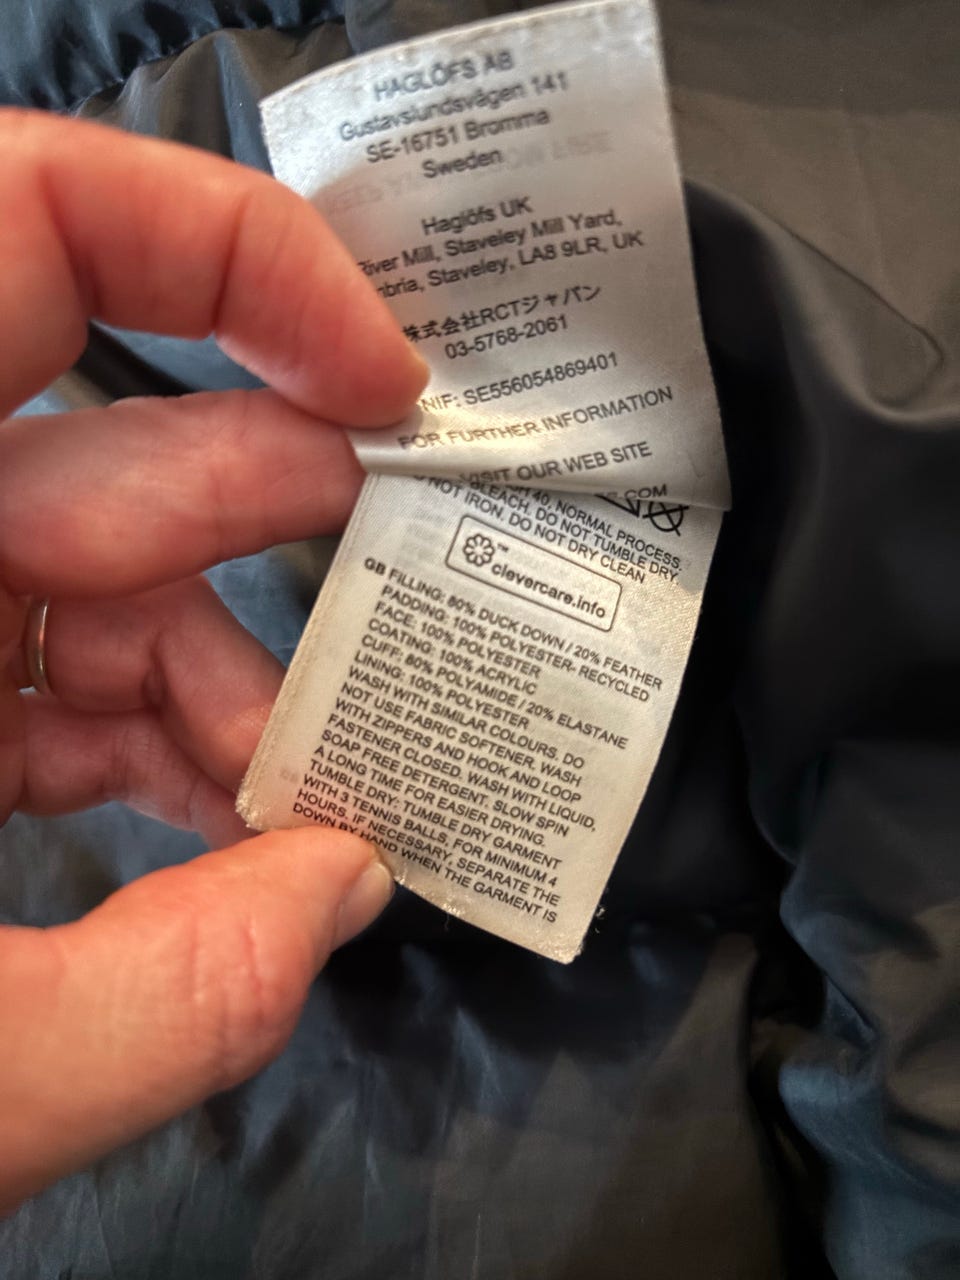 HAGLÖFS AB
Gustavslundsvägen 141
SE-16751 Bromma
Sweden
Haglöfs UK
River Mill, Staveley Mill Yard,
Staveley, LA8 9LR, UK
株式会社RCTジャパン
03-5768-2061
NIF: SE556054869401
FOR FURTHER INFORMATION
VISIT OUR WEB SITE
.COM
40, NORMAL PROCESS.
BLEACH. DO NOT TUMBLE DRY.
NOT IRON. DO NOT DRY CLEAN
™
clevercare.info
GB FILLING: 80% DUCK DOWN / 20% FEATHER
PADDING: 100% POLYESTER- RECYCLED
FACE: 100% POLYESTER
COATING: 100% ACRYLIC
CUFF: 80% POLYAMIDE / 20% ELASTANE
LINING: 100% POLYESTER
WASH WITH SIMILAR COLOURS. DO
NOT USE FABRIC SOFTENER. WASH
WITH ZIPPERS AND HOOK AND LOOP
FASTENER CLOSED. WASH WITH LIQUID,
SOAP FREE DETERGENT. SLOW SPIN
A LONG TIME FOR EASIER DRYING.
TUMBLE DRY: TUMBLE DRY GARMENT
WITH 3 TENNIS BALLS, FOR MINIMUM 4
HOURS. IF NECESSARY, SEPARATE THE
DOWN BY HAND WHEN THE GARMENT IS